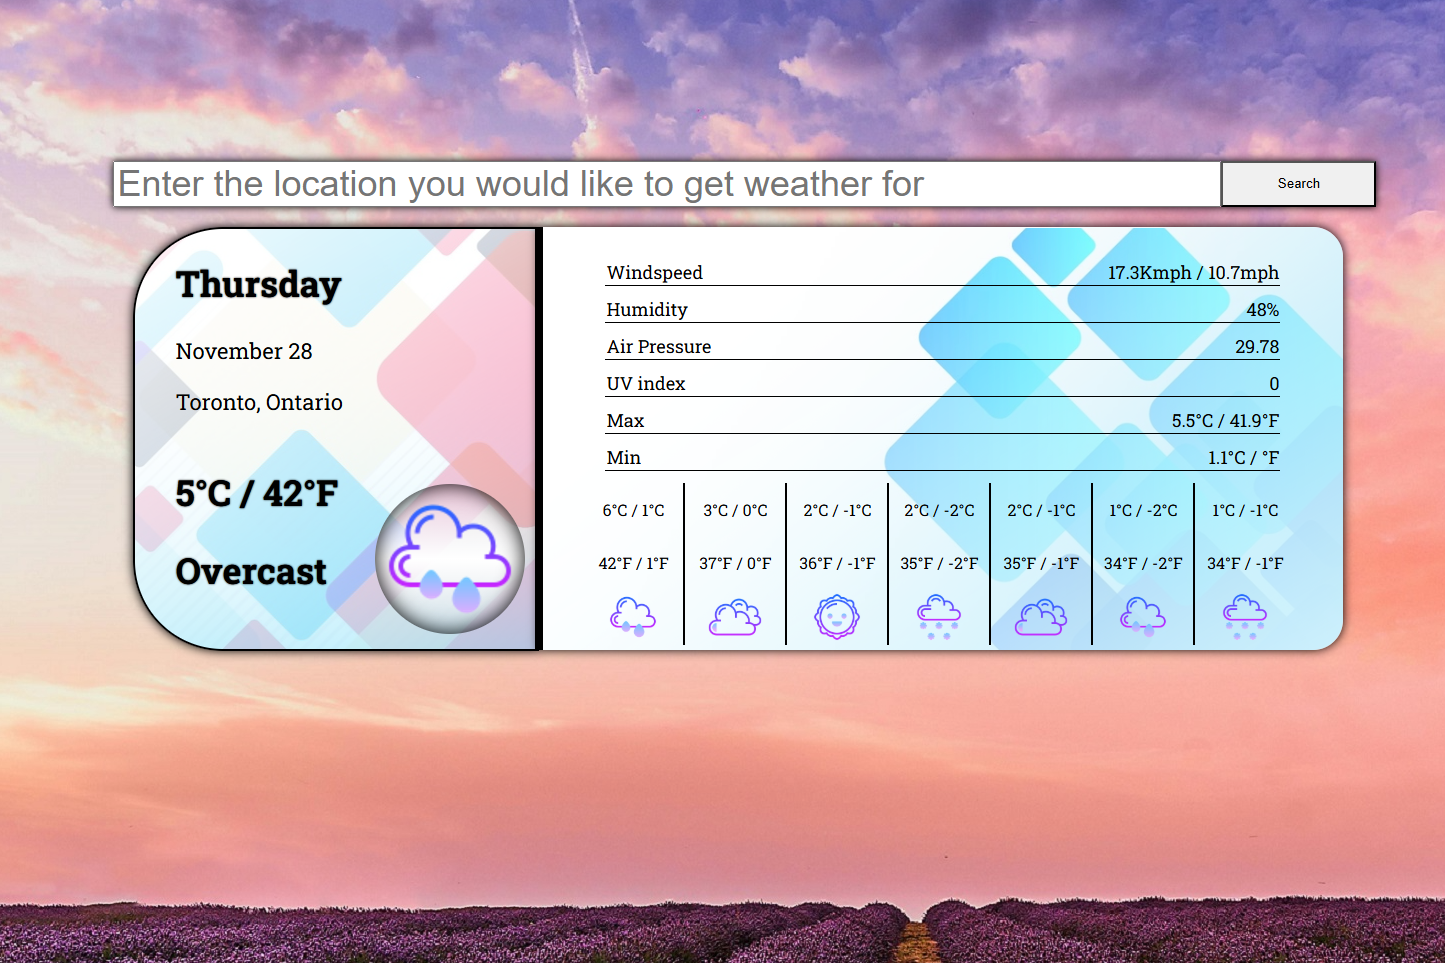 Enter the location you would like to get weather for
Search
Thursday
November 28
Toronto, Ontario
5°C / 42°F
Overcast
Windspeed 17.3Kmph / 10.7mph
Humidity 48%
Air Pressure 29.78
UV index 0
Max 5.5°C / 41.9°F
Min 1.1°C / °F
6°C / 1°C 3°C / 0°C 2°C / -1°C 2°C / -2°C 2°C / -1°C 1°C / -2°C 1°C / -1°C
42°F / 1°F 37°F / 0°F 36°F / -1°F 35°F / -2°F 35°F / -1°F 34°F / -2°F 34°F / -1°F